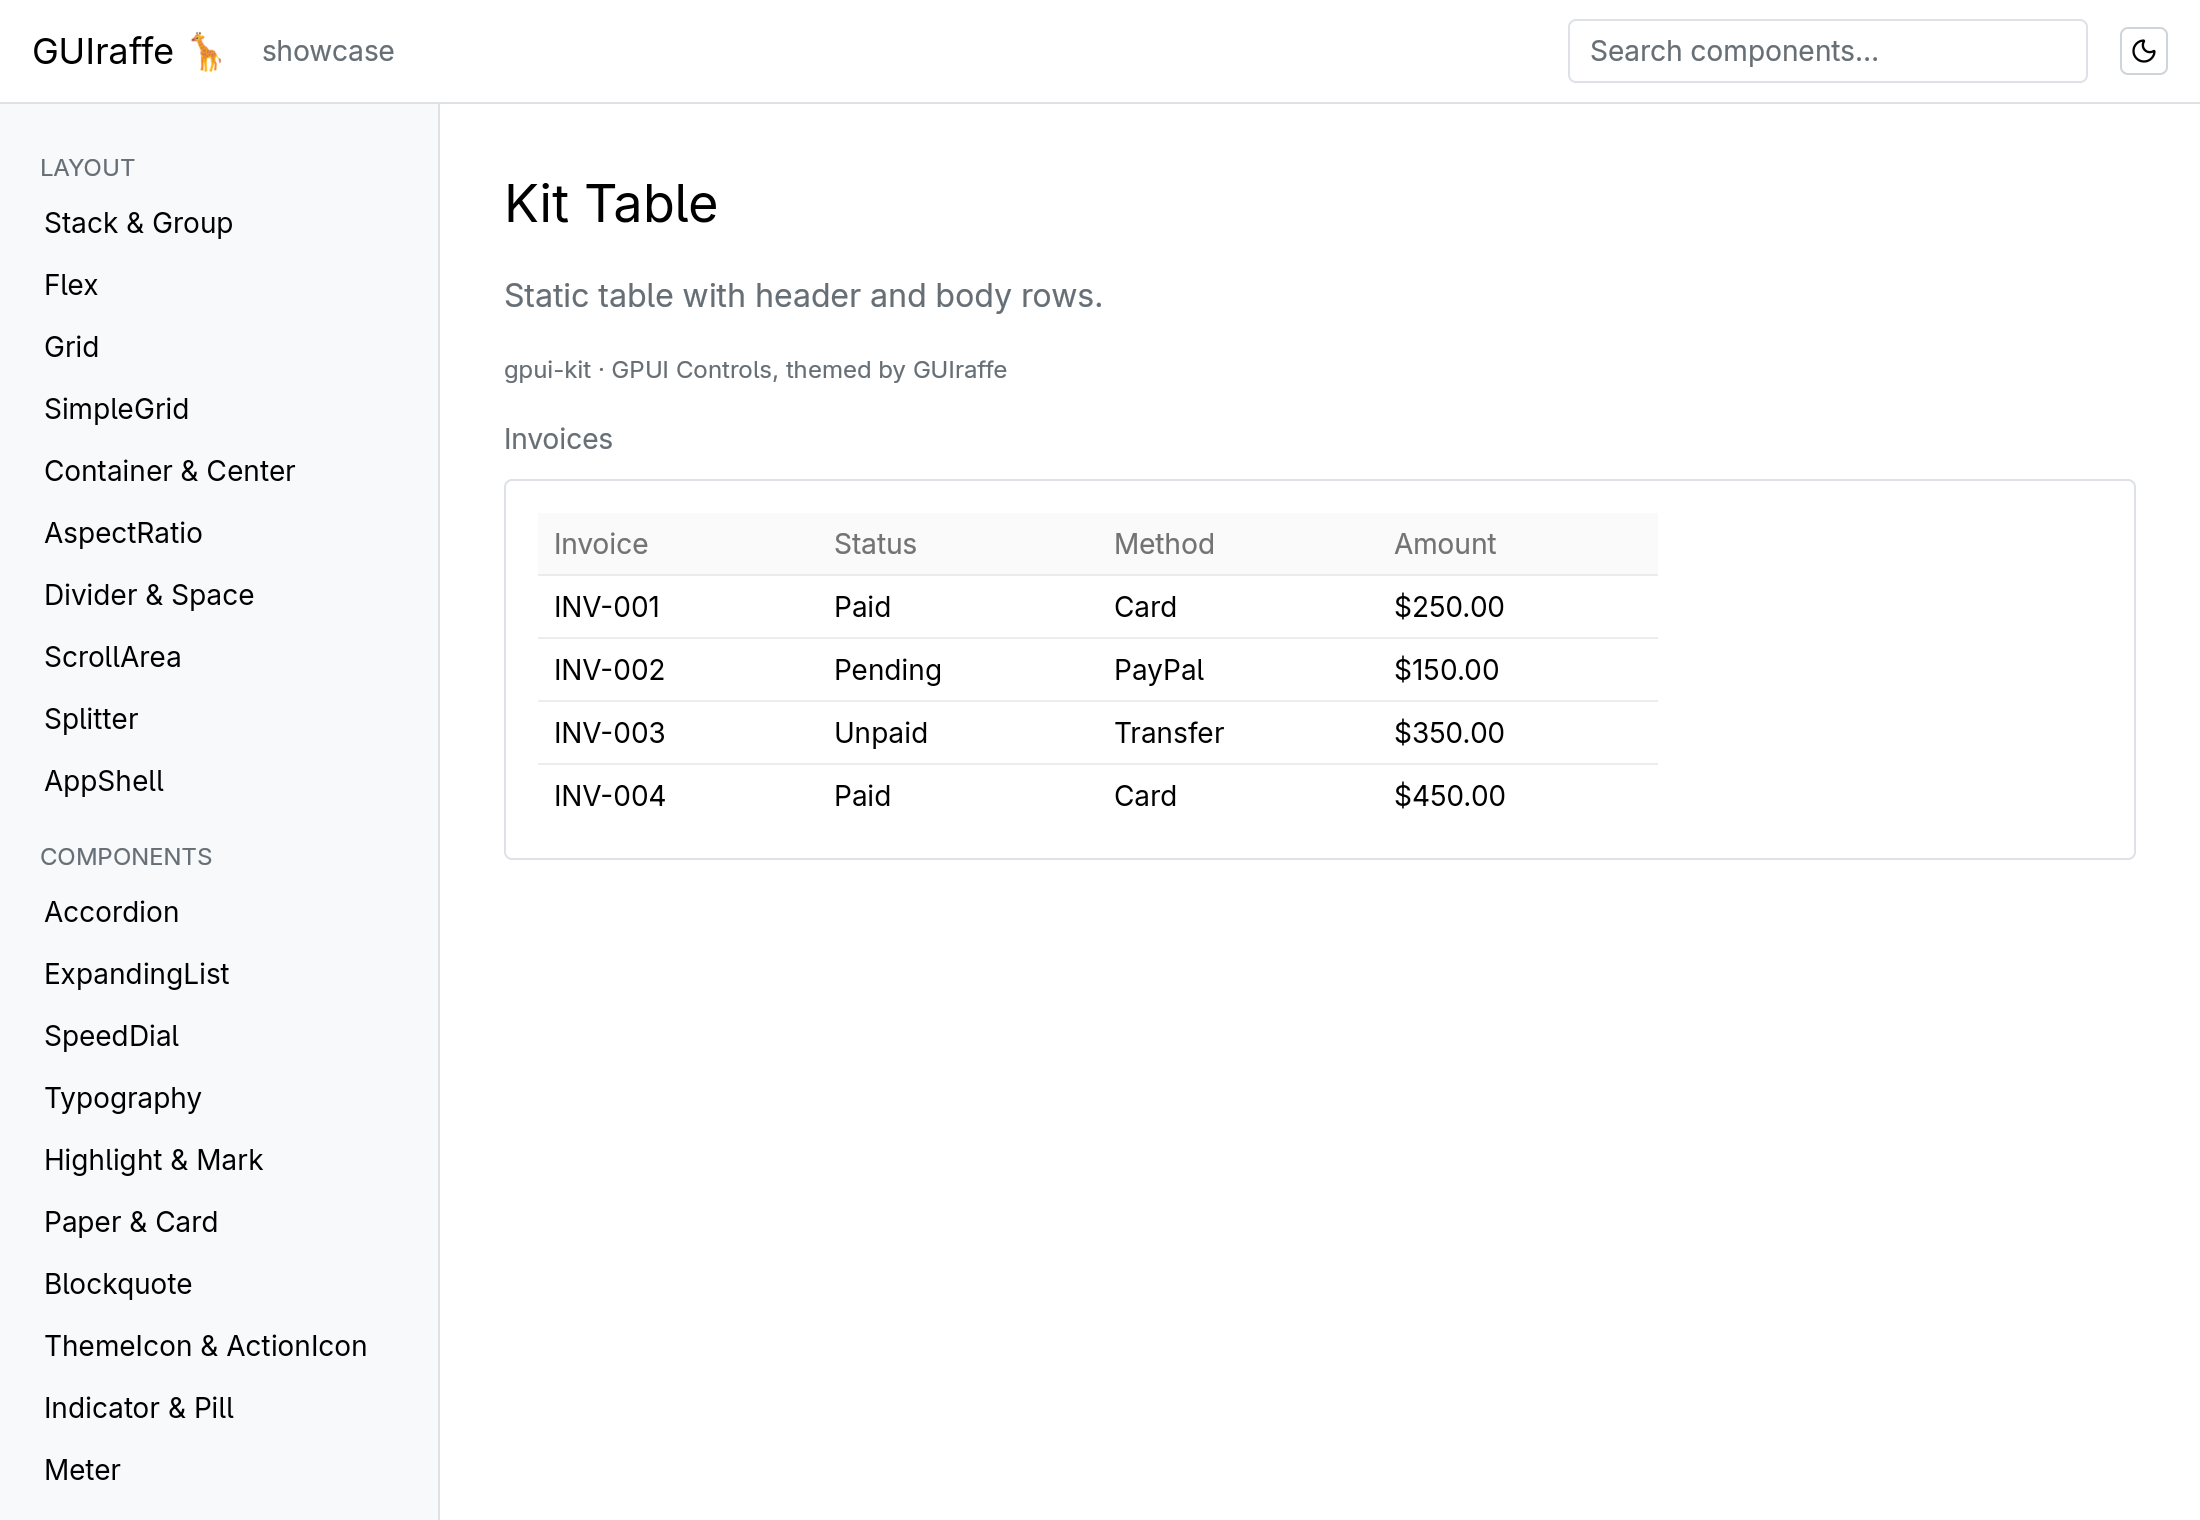 GUIraffe 🦒 showcase
Search components...
LAYOUT
Stack & Group
Flex
Grid
SimpleGrid
Container & Center
AspectRatio
Divider & Space
ScrollArea
Splitter
AppShell
COMPONENTS
Accordion
ExpandingList
SpeedDial
Typography
Highlight & Mark
Paper & Card
Blockquote
ThemeIcon & ActionIcon
Indicator & Pill
Meter
Kit Table
Static table with header and body rows.
gpui-kit · GPUI Controls, themed by GUIraffe
Invoices
Invoice Status Method Amount
INV-001 Paid Card $250.00
INV-002 Pending PayPal $150.00
INV-003 Unpaid Transfer $350.00
INV-004 Paid Card $450.00